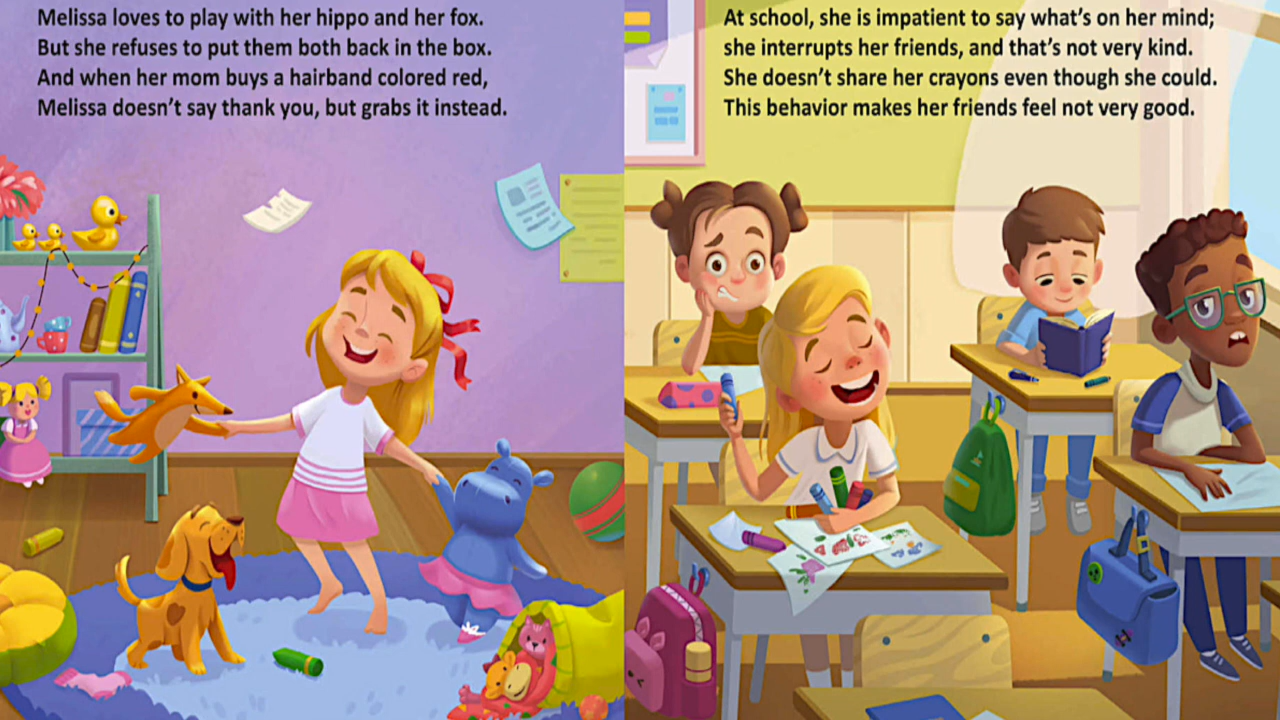 Melissa loves to play with her hippo and her fox.
But she refuses to put them both back in the box.
And when her mom buys a hairband colored red,
Melissa doesn’t say thank you, but grabs it instead.
At school, she is impatient to say what’s on her mind;
she interrupts her friends, and that’s not very kind.
She doesn’t share her crayons even though she could.
This behavior makes her friends feel not very good.